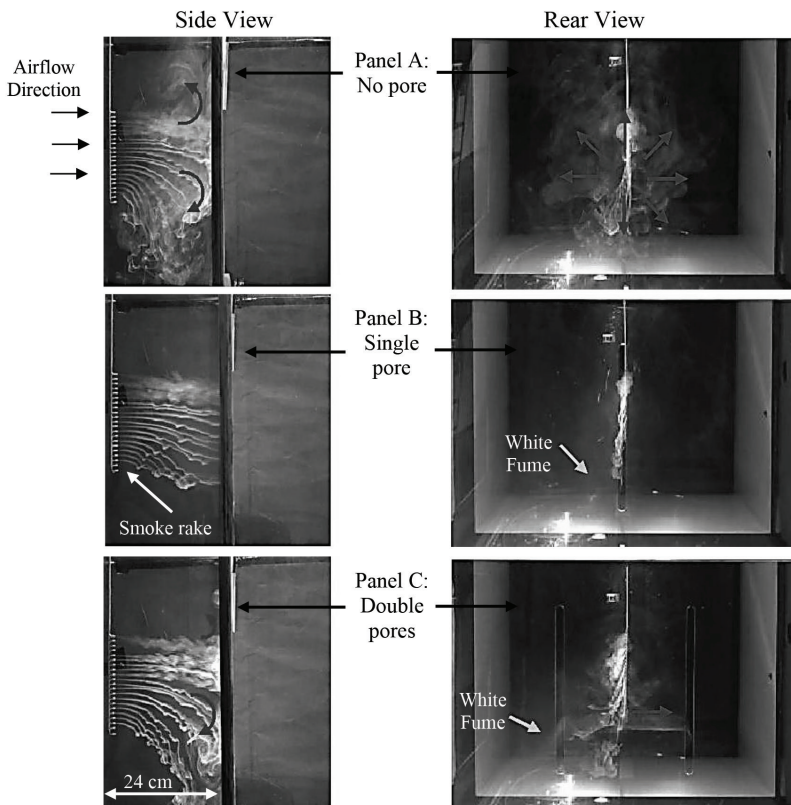 Side View
Rear View
Airflow
Direction
Panel A:
No pore
Panel B:
Single
pore
White
Fume
Smoke rake
Panel C:
Double
pores
White
Fume
24 cm